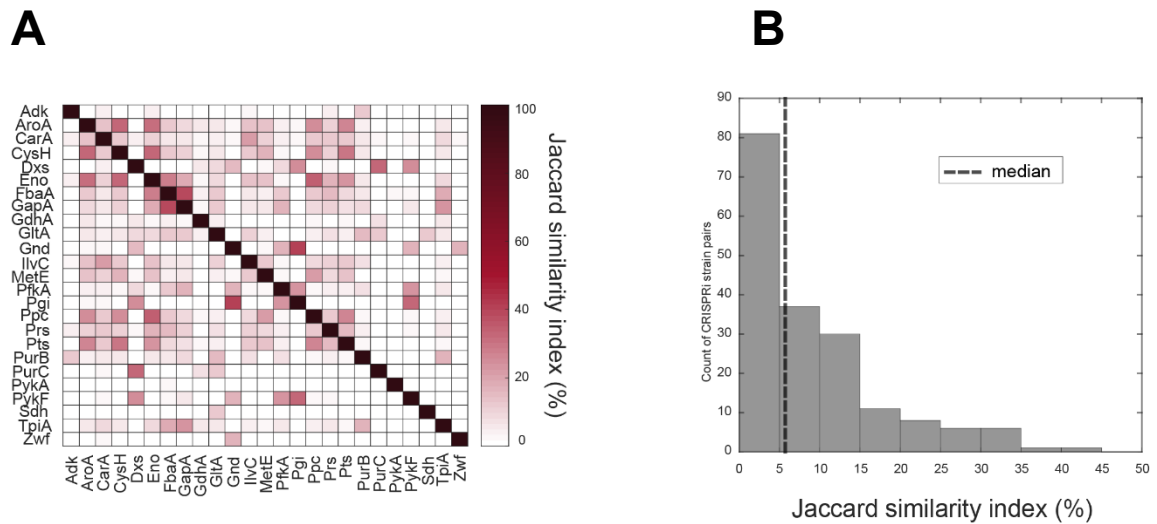 A
B
Adk
AroA
CarA
CysH
Dxs
Eno
FbaA
GapA
GdhA
GltA
Gnd
IlvC
MetE
PfkA
Pgi
Ppc
Prs
Pts
PurB
PurC
PykA
PykF
Sdh
TpiA
Zwf
Adk AroA CarA CysH Dxs Eno FbaA GapA GdhA GltA Gnd IlvC MetE PfkA Pgi Ppc Prs Pts PurB PurC PykA PykF Sdh TpiA Zwf
100
80
60
40
20
0
Jaccard similarity index (%)
Count of CRISPRi strain pairs
90
80
70
60
50
40
30
20
10
0
median
0 5 10 15 20 25 30 35 40 45 50
Jaccard similarity index (%)